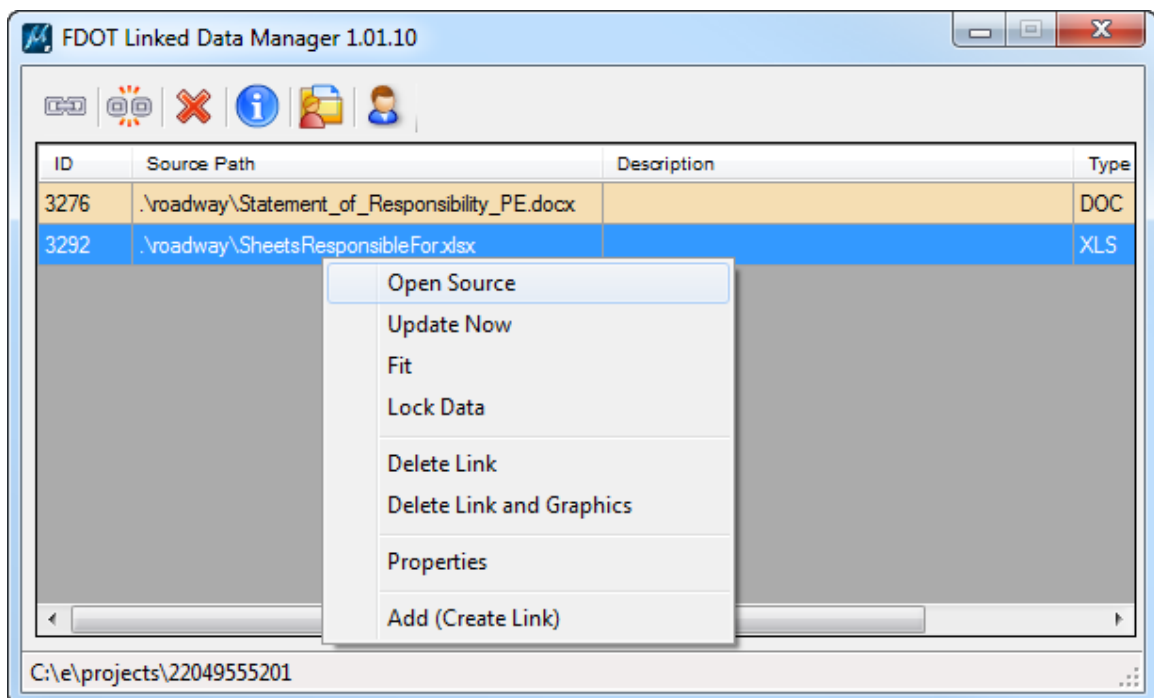 FDOT Linked Data Manager 1.01.10
ID Source Path Description Type
3276 .\roadway\Statement_of_Responsibility_PE.docx DOC
3292 .\roadway\SheetsResponsibleFor.xlsx XLS
Open Source
Update Now
Fit
Lock Data
Delete Link
Delete Link and Graphics
Properties
Add (Create Link)
C:\e\projects\22049555201